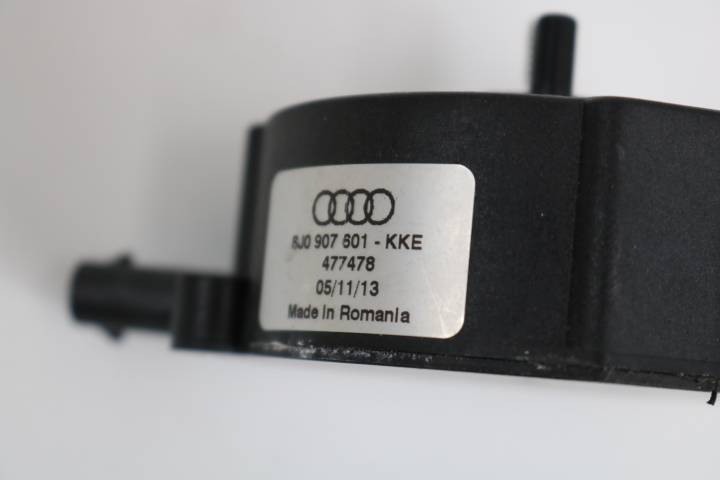 8J0 907 601 - KKE
477478
05/11/13
Made in Romania